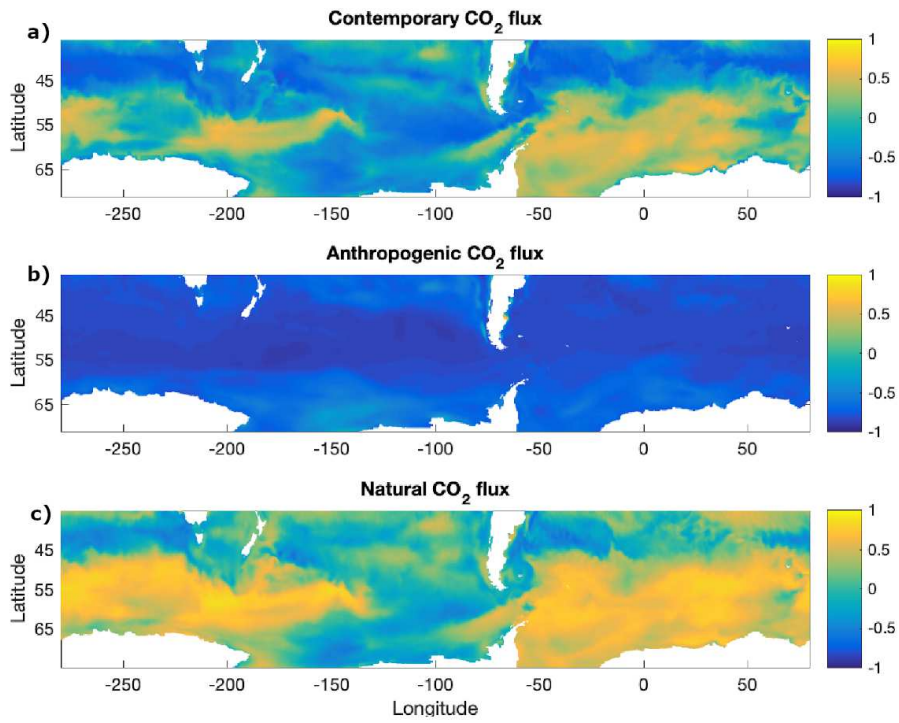 Contemporary CO2 flux
a)
Latitude
45
55
65
-250 -200 -150 -100 -50 0 50
1
0.5
0
-0.5
-1
Anthropogenic CO2 flux
b)
Latitude
45
55
65
-250 -200 -150 -100 -50 0 50
1
0.5
0
-0.5
-1
Natural CO2 flux
c)
Latitude
45
55
65
-250 -200 -150 -100 -50 0 50
Longitude
1
0.5
0
-0.5
-1